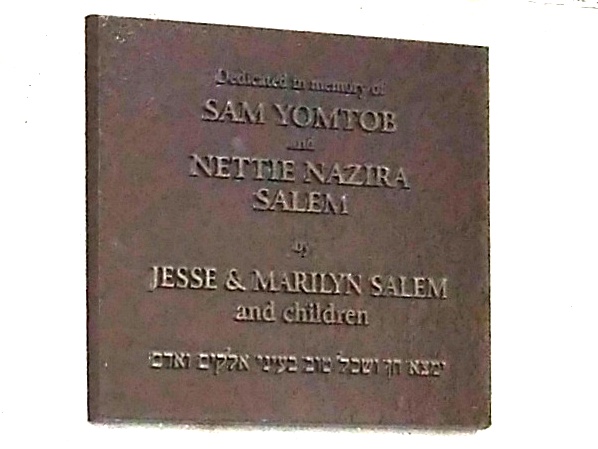 Dedicated in memory of
SAM YOMTOB
and
NETTIE NAZIRA
SALEM
by
JESSE & MARILYN SALEM
and children
ימצא חן ושכל טוב בעיני אלקים ואדם